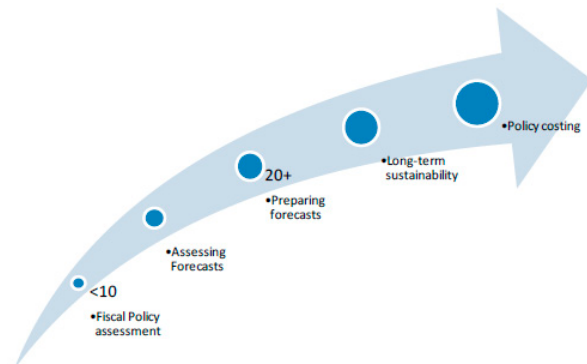 <10
•Fiscal Policy
assessment
•Assessing
Forecasts
20+
•Preparing
forecasts
•Long-term
sustainability
•Policy costing